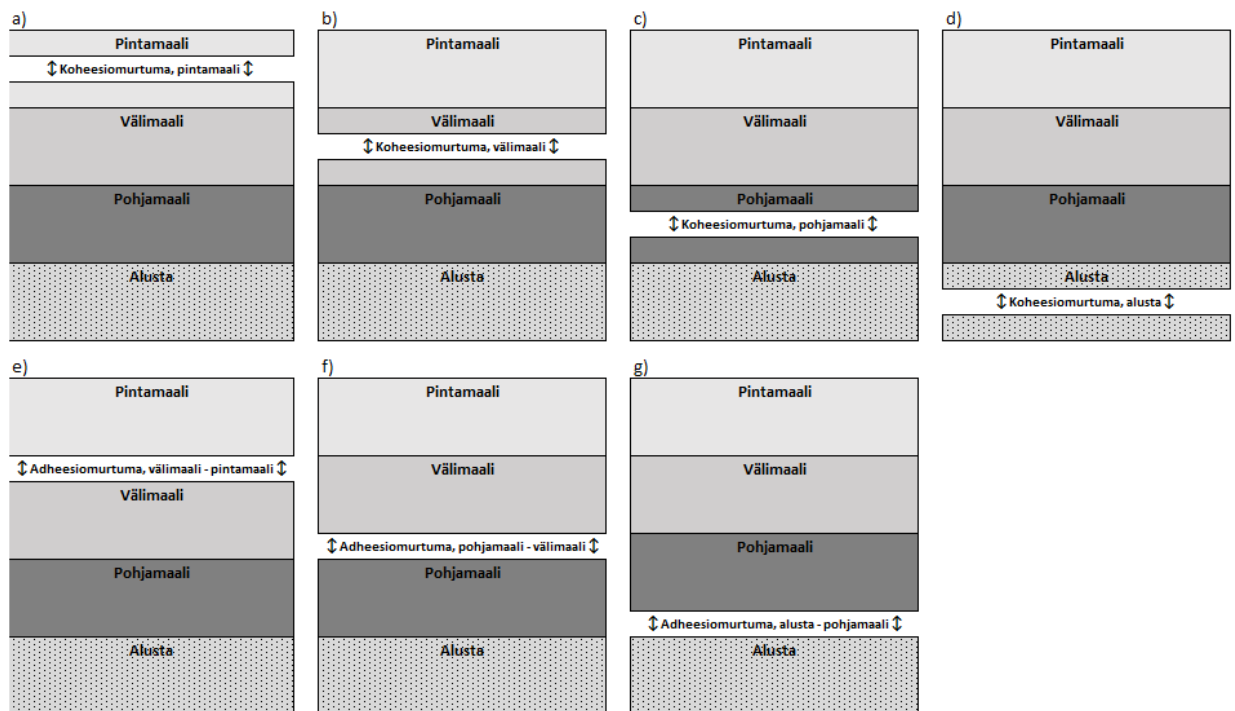 a)
Pintamaali
↕ Koheesiomurtuma, pintamaali ↕
Välimaali
Pohjamaali
Alusta
b)
Pintamaali
Välimaali
↕ Koheesiomurtuma, välimaali ↕
Pohjamaali
Alusta
c)
Pintamaali
Välimaali
Pohjamaali
↕ Koheesiomurtuma, pohjamaali ↕
Alusta
d)
Pintamaali
Välimaali
Pohjamaali
Alusta
↕ Koheesiomurtuma, alusta ↕
e)
Pintamaali
↕ Adheesiomurtuma, välimaali - pintamaali ↕
Välimaali
Pohjamaali
Alusta
f)
Pintamaali
Välimaali
↕ Adheesiomurtuma, pohjamaali - välimaali ↕
Pohjamaali
Alusta
g)
Pintamaali
Välimaali
Pohjamaali
↕ Adheesiomurtuma, alusta - pohjamaali ↕
Alusta